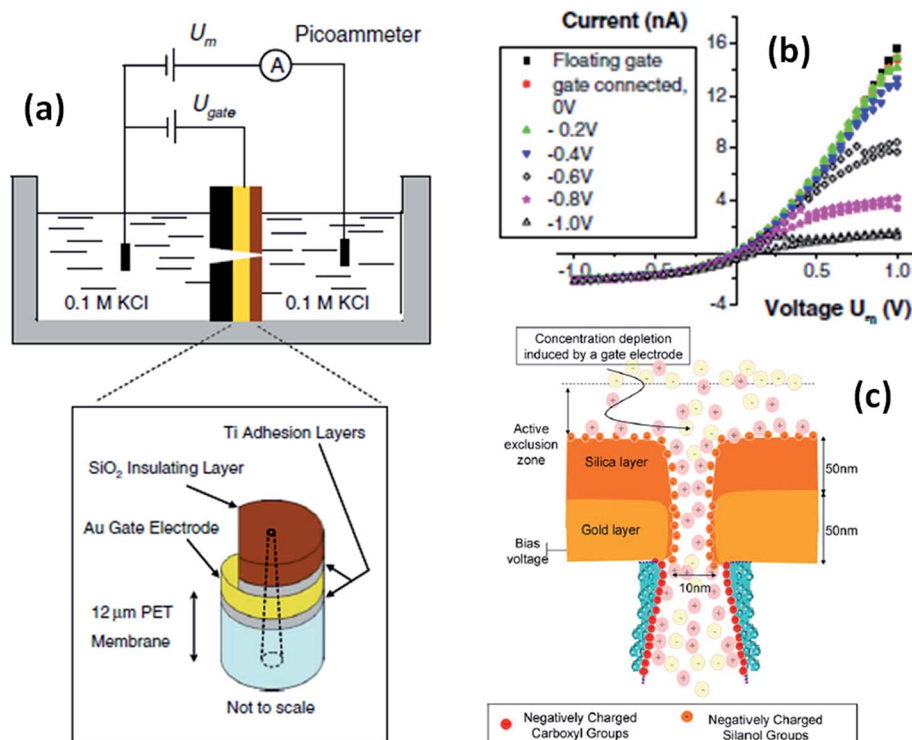 (a)
U_m
Picoammeter
A
U_gate
0.1 M KCl
0.1 M KCl
Ti Adhesion Layers
SiO2 Insulating Layer
Au Gate Electrode
12 μm PET
Membrane
Not to scale
Current (nA)
(b)
Floating gate
gate connected,
0V
- 0.2V
-0.4V
-0.6V
-0.8V
-1.0V
16
12
8
4
-4
-1.0
-0.5
0.5
1.0
Voltage U_m (V)
Concentration depletion
induced by a gate electrode
(c)
Active
exclusion
zone
Silica layer
50nm
Gold layer
50nm
Bias
voltage
10nm
Negatively Charged
Carboxyl Groups
Negatively Charged
Silanol Groups